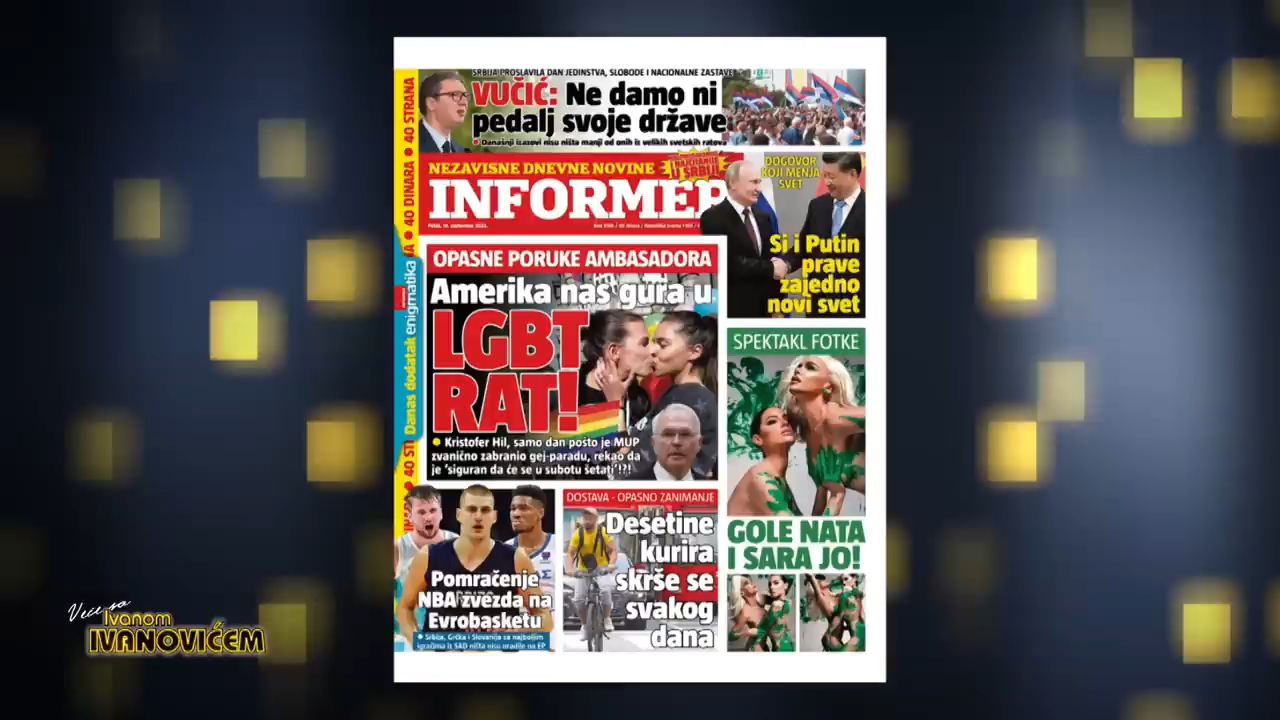 SRBIJA PROSLAVILA DAN JEDINSTVA, SLOBODE I NACIONALNE ZASTAVE
VUČIĆ: Ne damo ni
pedalj svoje države
Današnji izazovi nisu ništa manji od onih iz velikih svetskih ratova
40 DINARA • 40 STRANA
Danas dodatak enigmatika
NEZAVISNE DNEVNE NOVINE
NAJČITANIJE
U SRBIJI
INFORMER
DOGOVOR
KOJI MENJA
SVET
Si i Putin
prave
zajedno
novi svet
OPASNE PORUKE AMBASADORA
Amerika nas gura u
LGBT
RAT!
Kristofer Hil, samo dan pošto je MUP
zvanično zabranio gej-paradu, rekao da
je 'siguran da će se u subotu šetati'!?!
SPEKTAKL FOTKE
GOLE NATA
I SARA JO!
Pomračenje
NBA zvezda na
Evrobasketu
Srbija, Grčka i Slovenija sa najboljim
igračima iz SAD ništa nisu uradile na EP
DOSTAVA - OPASNO ZANIMANJE
Desetine
kurira
skrše se
svakog
dana
Veče sa
Ivanom
IVANOVIĆEM